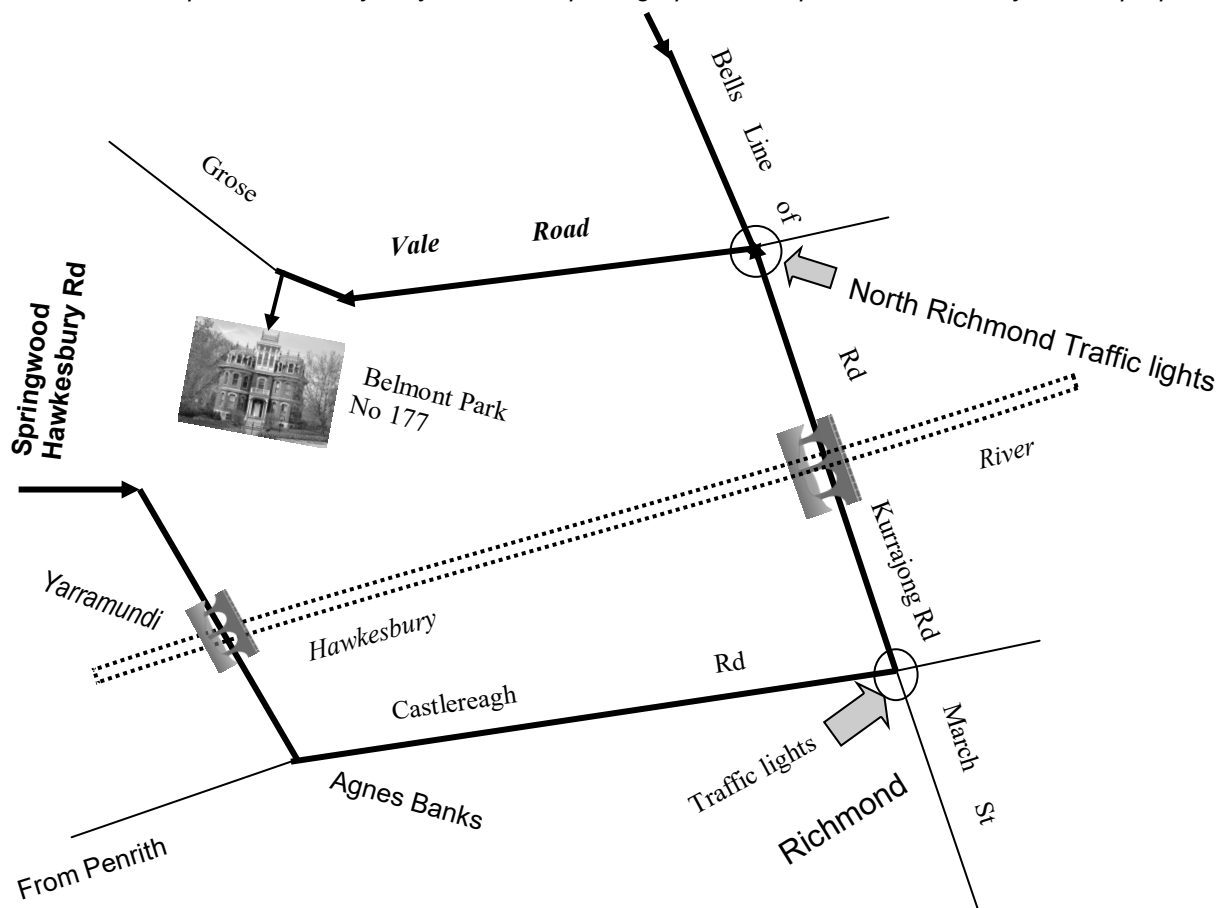 Bells Line of
Grose
Vale Road
North Richmond Traffic lights
Springwood
Hawkesbury Rd
Rd
Belmont Park
No 177
River
Kurrajong Rd
Yarramundi
Hawkesbury
Castlereagh Rd
Traffic lights
March St
Agnes Banks
Richmond
From Penrith